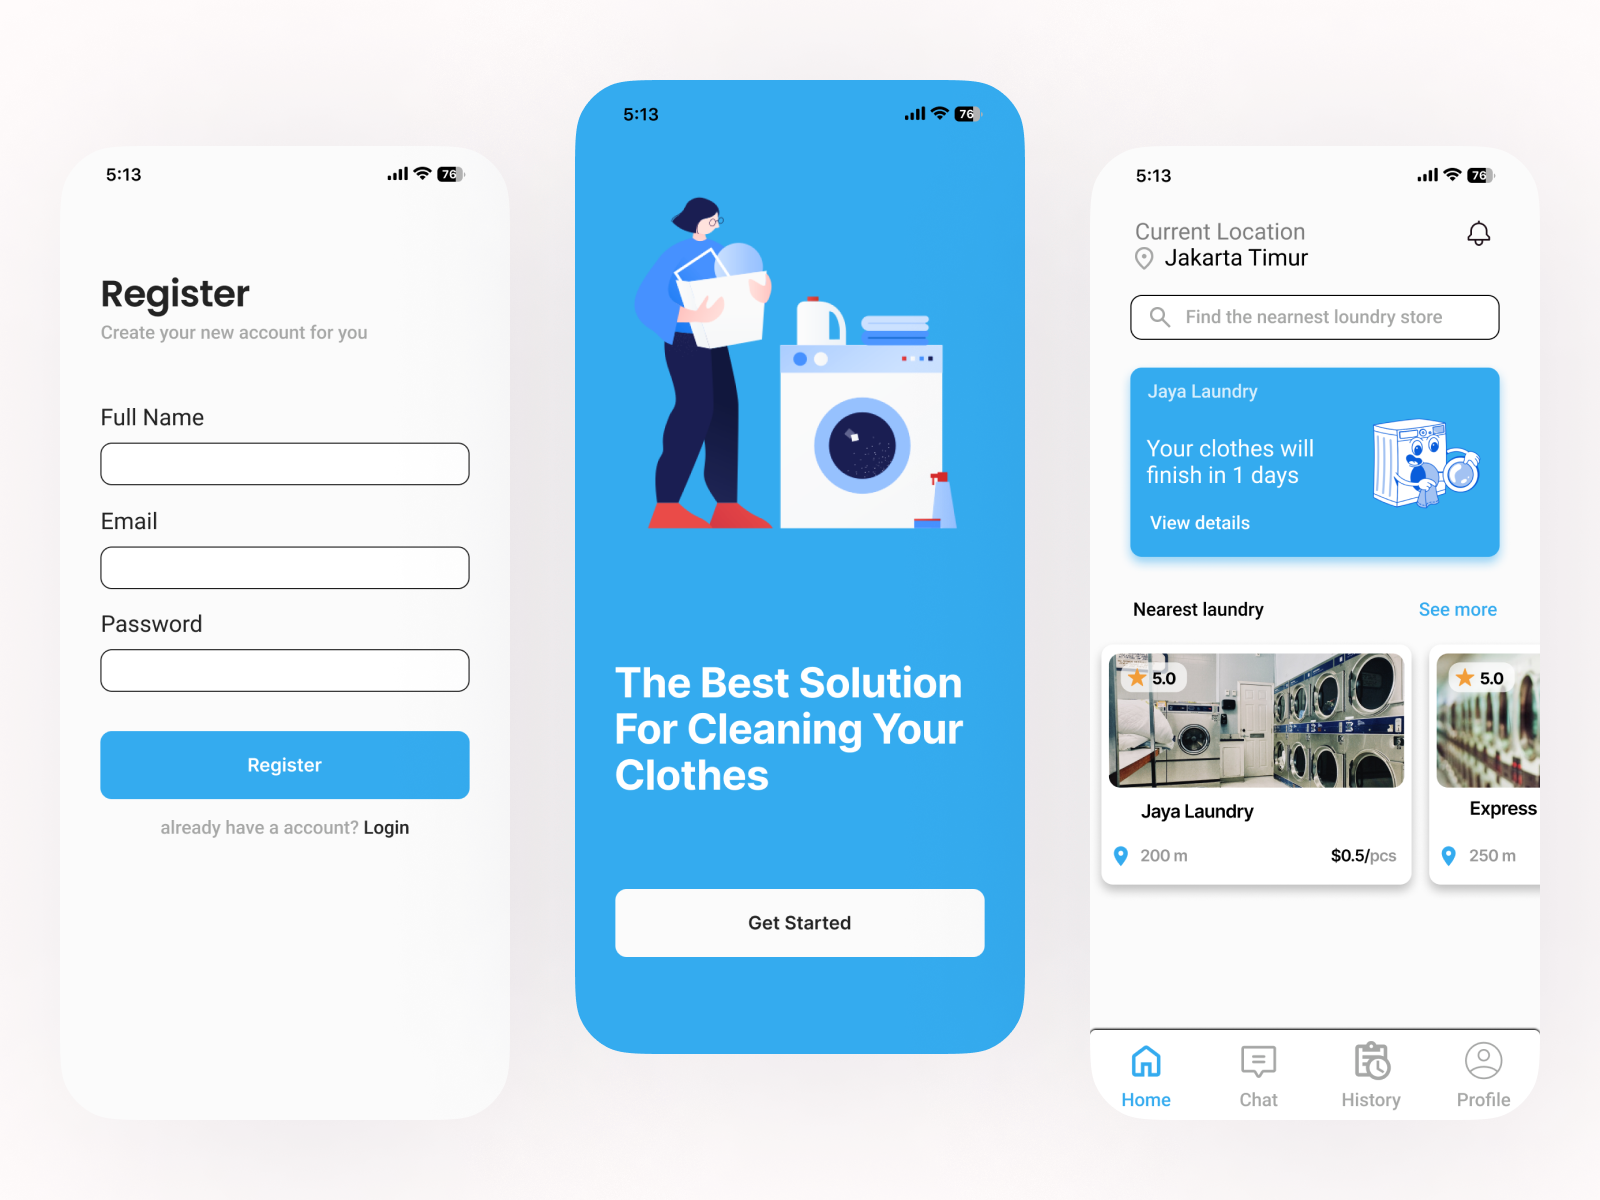 5:13
76
Register
Create your new account for you
Full Name
Email
Password
Register
already have a account? Login
5:13
76
The Best Solution
For Cleaning Your
Clothes
Get Started
5:13
76
Current Location
Jakarta Timur
Find the nearnest loundry store
Jaya Laundry
Your clothes will
finish in 1 days
View details
Nearest laundry
See more
5.0
Jaya Laundry
200 m
$0.5/pcs
5.0
Express
250 m
Home
Chat
History
Profile